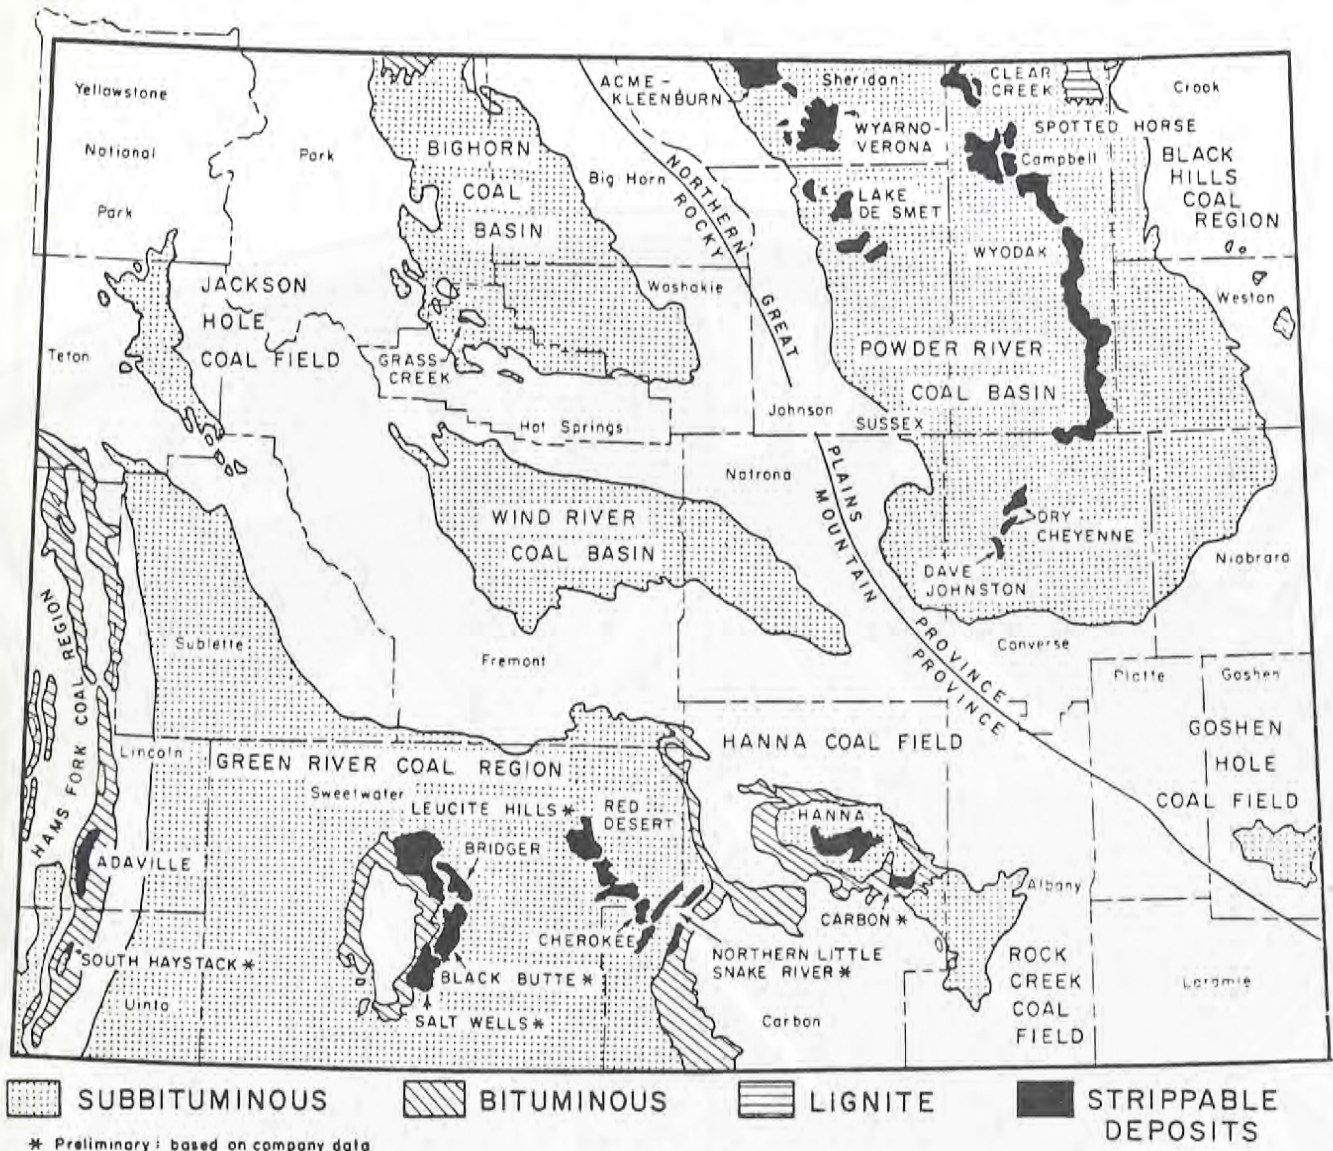 Yellowstone
National
Park
Park
BIGHORN
COAL
BASIN
Big Horn
ACME-
KLEENBURN
Sheridan
WYARNO-
VERONA
CLEAR
CREEK
Crook
SPOTTED HORSE
Campbell
BLACK
HILLS
COAL
REGION
LAKE
DE SMET
WYODAK
Weston
NORTHERN
ROCKY
GREAT
PLAINS
MOUNTAIN
PROVINCE
PROVINCE
JACKSON
HOLE
COAL FIELD
Teton
GRASS-
CREEK
Washakie
Hot Springs
POWDER RIVER
COAL BASIN
Johnson
SUSSEX
Natrona
WIND RIVER
COAL BASIN
DRY
CHEYENNE
DAVE
JOHNSTON
Niobrara
HAMS FORK COAL REGION
Sublette
Fremont
Converse
Platte
Goshen
Lincoln
GREEN RIVER COAL REGION
HANNA COAL FIELD
GOSHEN
HOLE
COAL FIELD
Sweetwater
LEUCITE HILLS*
RED
DESERT
HANNA
BRIDGER
ADAVILLE
Albany
CARBON*
CHEROKEE
NORTHERN LITTLE
SNAKE RIVER*
SOUTH HAYSTACK*
BLACK BUTTE*
ROCK
CREEK
COAL
FIELD
Laramie
Uinta
SALT WELLS*
Carbon
SUBBITUMINOUS
BITUMINOUS
LiGNITE
STRIPPABLE
DEPOSITS
* Preliminary: based on company data